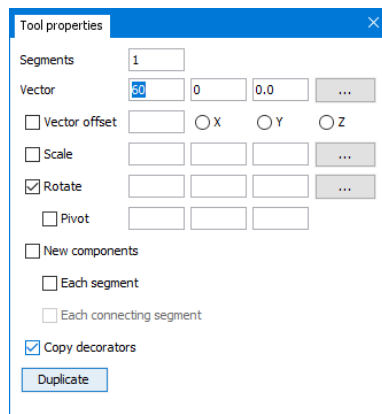 Tool properties
Segments 1
Vector 60 0 0.0 ...
Vector offset X Y Z
Scale ...
Rotate ...
Pivot
New components
Each segment
Each connecting segment
Copy decorators
Duplicate